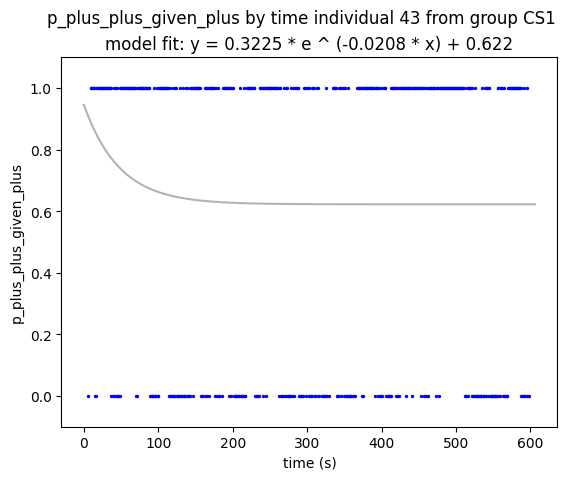 p_plus_plus_given_plus by time individual 43 from group CS1
model fit: y = 0.3225 * e ^ (-0.0208 * x) + 0.622
p_plus_plus_given_plus
1.0
0.8
0.6
0.4
0.2
0.0
0 100 200 300 400 500 600
time (s)